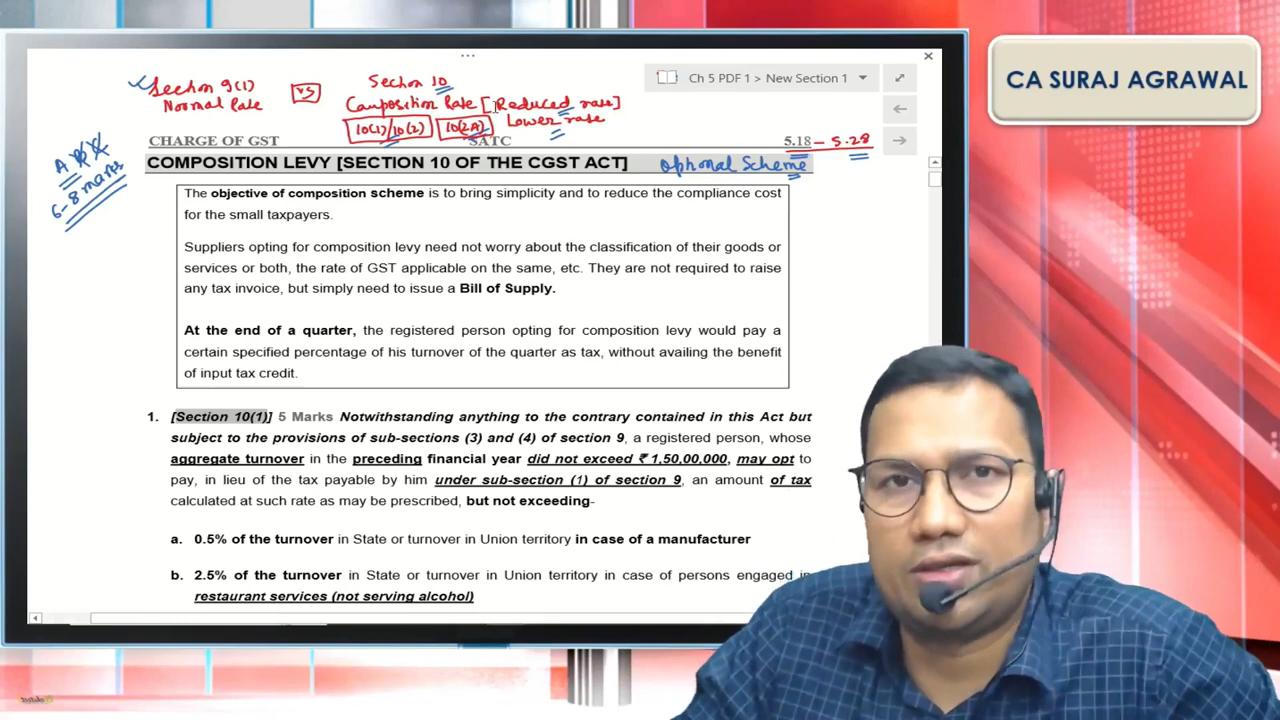 CA SURAJ AGRAWAL
Ch 5 PDF 1 > New Section 1
Section 9(1)
Normal Rate
VS
Section 10
Composition Rate [Reduced rate]
Lower rate
10(1)/10(2)
10(2A)
CHARGE OF GST SATC 5.18 - 5.28
COMPOSITION LEVY [SECTION 10 OF THE CGST ACT] Optional Scheme
A
6-8 marks
The objective of composition scheme is to bring simplicity and to reduce the compliance cost
for the small taxpayers.
Suppliers opting for composition levy need not worry about the classification of their goods or
services or both, the rate of GST applicable on the same, etc. They are not required to raise
any tax invoice, but simply need to issue a Bill of Supply.
At the end of a quarter, the registered person opting for composition levy would pay a
certain specified percentage of his turnover of the quarter as tax, without availing the benefit
of input tax credit.
1. [Section 10(1)] 5 Marks Notwithstanding anything to the contrary contained in this Act but
subject to the provisions of sub-sections (3) and (4) of section 9, a registered person, whose
aggregate turnover in the preceding financial year did not exceed ₹ 1,50,00,000, may opt to
pay, in lieu of the tax payable by him under sub-section (1) of section 9, an amount of tax
calculated at such rate as may be prescribed, but not exceeding-
a. 0.5% of the turnover in State or turnover in Union territory in case of a manufacturer
b. 2.5% of the turnover in State or turnover in Union territory in case of persons engaged in
restaurant services (not serving alcohol)